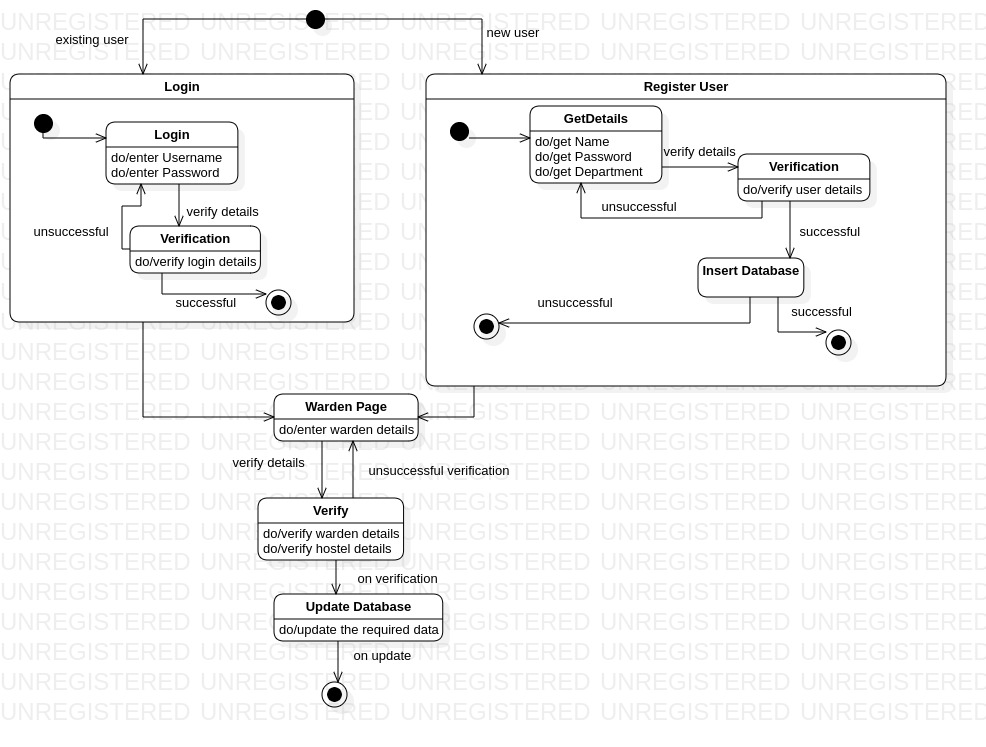 existing user
new user
Login
Login
do/enter Username
do/enter Password
verify details
unsuccessful
Verification
do/verify login details
successful
Register User
GetDetails
do/get Name
do/get Password
do/get Department
verify details
Verification
do/verify user details
unsuccessful
successful
Insert Database
unsuccessful
successful
Warden Page
do/enter warden details
verify details
unsuccessful verification
Verify
do/verify warden details
do/verify hostel details
on verification
Update Database
do/update the required data
on update
UNREGISTERED UNREGISTERED UNREGISTERED UNREGISTERED UNREGISTERED